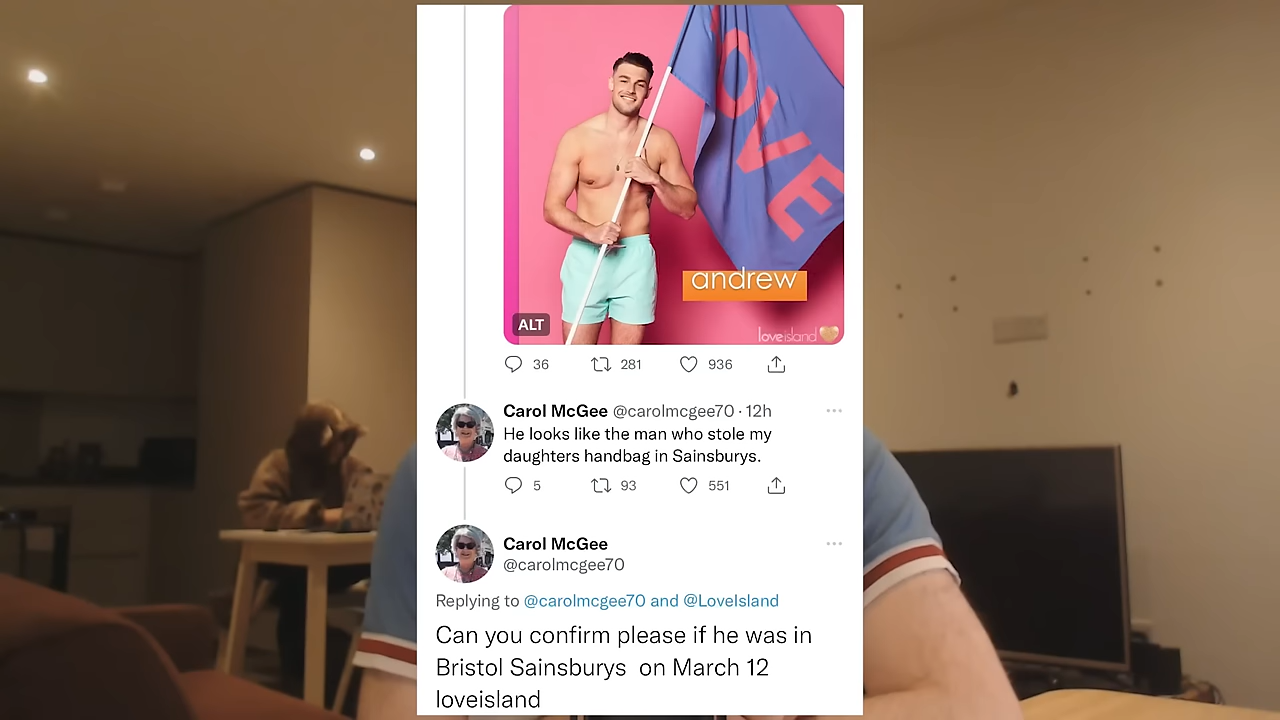 OVE
andrew
ALT
loveisland
36 281 936
Carol McGee @carolmcgee70 · 12h
He looks like the man who stole my
daughters handbag in Sainsburys.
5 93 551
Carol McGee
@carolmcgee70
Replying to @carolmcgee70 and @LoveIsland
Can you confirm please if he was in
Bristol Sainsburys on March 12
loveisland